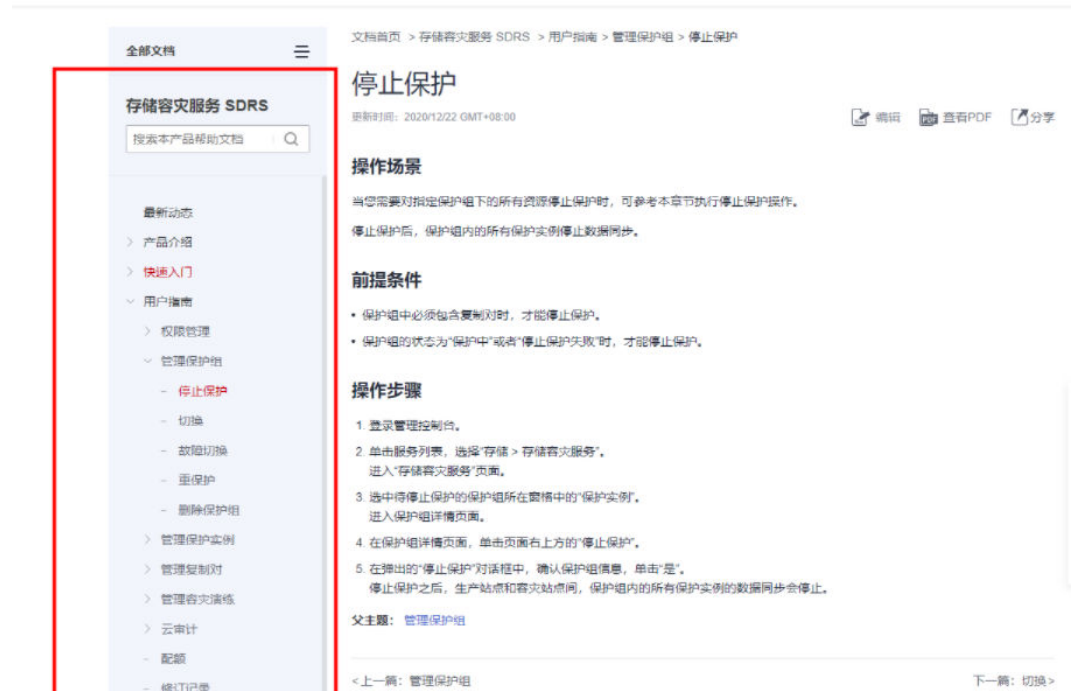 全部文档
存储容灾服务 SDRS
搜索本产品帮助文档
最新动态
产品介绍
快速入门
用户指南
权限管理
管理保护组
停止保护
切换
故障切换
重保护
删除保护组
管理保护实例
管理复制对
管理容灾演练
云审计
配额
修订记录
文档首页 > 存储容灾服务 SDRS > 用户指南 > 管理保护组 > 停止保护
停止保护
更新时间：2020/12/22 GMT+08:00
编辑 查看PDF 分享
操作场景
当您需要对指定保护组下的所有资源停止保护时，可参考本章节执行停止保护操作。
停止保护后，保护组内的所有保护实例停止数据同步。
前提条件
• 保护组中必须包含复制对时，才能停止保护。
• 保护组的状态为“保护中”或者“停止保护失败”时，才能停止保护。
操作步骤
1. 登录管理控制台。
2. 单击服务列表，选择“存储 > 存储容灾服务”。
进入“存储容灾服务”页面。
3. 选中待停止保护的保护组所在窗格中的“保护实例”。
进入保护组详情页面。
4. 在保护组详情页面，单击页面右上方的“停止保护”。
5. 在弹出的“停止保护”对话框中，确认保护组信息，单击“是”。
停止保护之后，生产站点和容灾站点间，保护组内的所有保护实例的数据同步会停止。
父主题： 管理保护组
<上一篇：管理保护组
下一篇：切换>